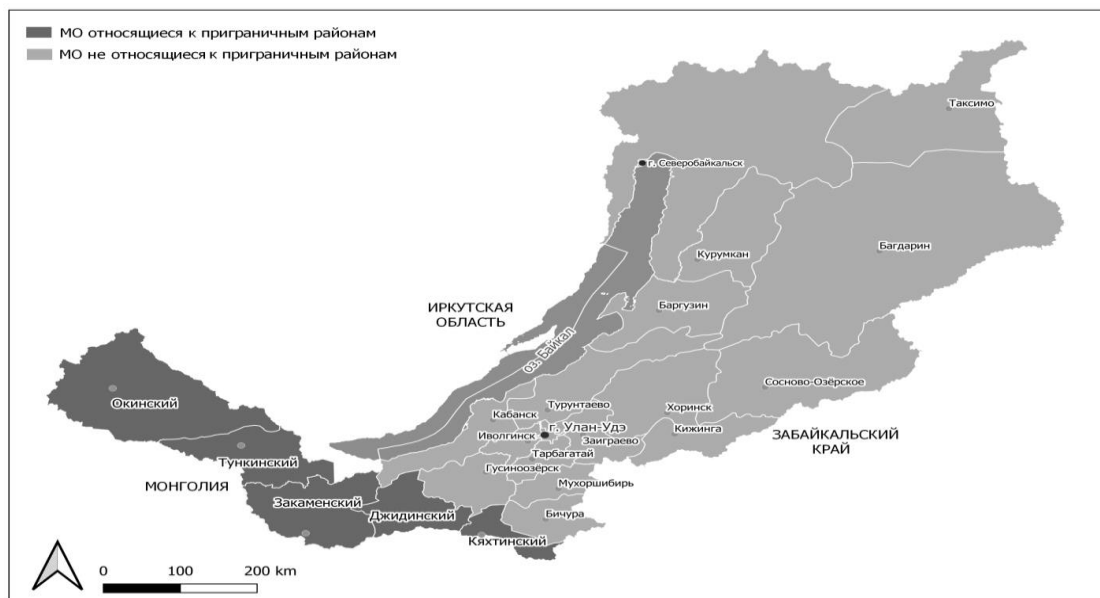 МО относящиеся к приграничным районам
МО не относящиеся к приграничным районам
Таксимо
г. Северобайкальск
Багдарин
Курумкан
Баргузин
ИРКУТСКАЯ
ОБЛАСТЬ
оз. Байкал
Окинский
Сосново-Озёрское
Турунтаево
Хоринск
Кабанск
г. Улан-Удэ
Кижинга
ЗАБАЙКАЛЬСКИЙ
КРАЙ
Иволгинск
Заиграево
Тарбагатай
Тункинский
Гусиноозёрск
МОНГОЛИЯ
Мухоршибирь
Закаменский
Джидинский
Бичура
Кяхтинский
0 100 200 km